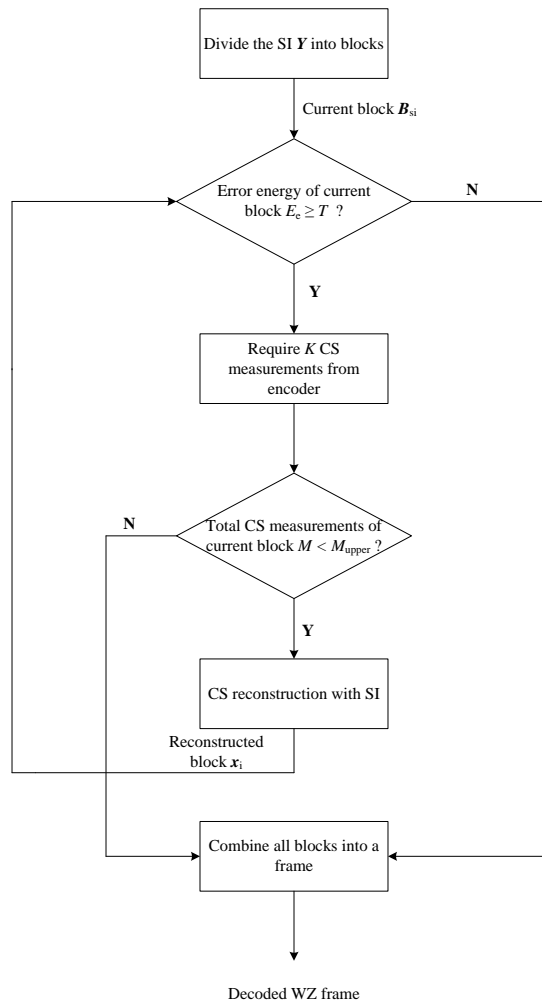 Divide the SI Y into blocks
Current block Bsi
Error energy of current
block Ee ≥ T ?
N
Y
Require K CS
measurements from
encoder
N
Total CS measurements of
current block M < Mupper ?
Y
CS reconstruction with SI
Reconstructed
block xi
Combine all blocks into a
frame
Decoded WZ frame